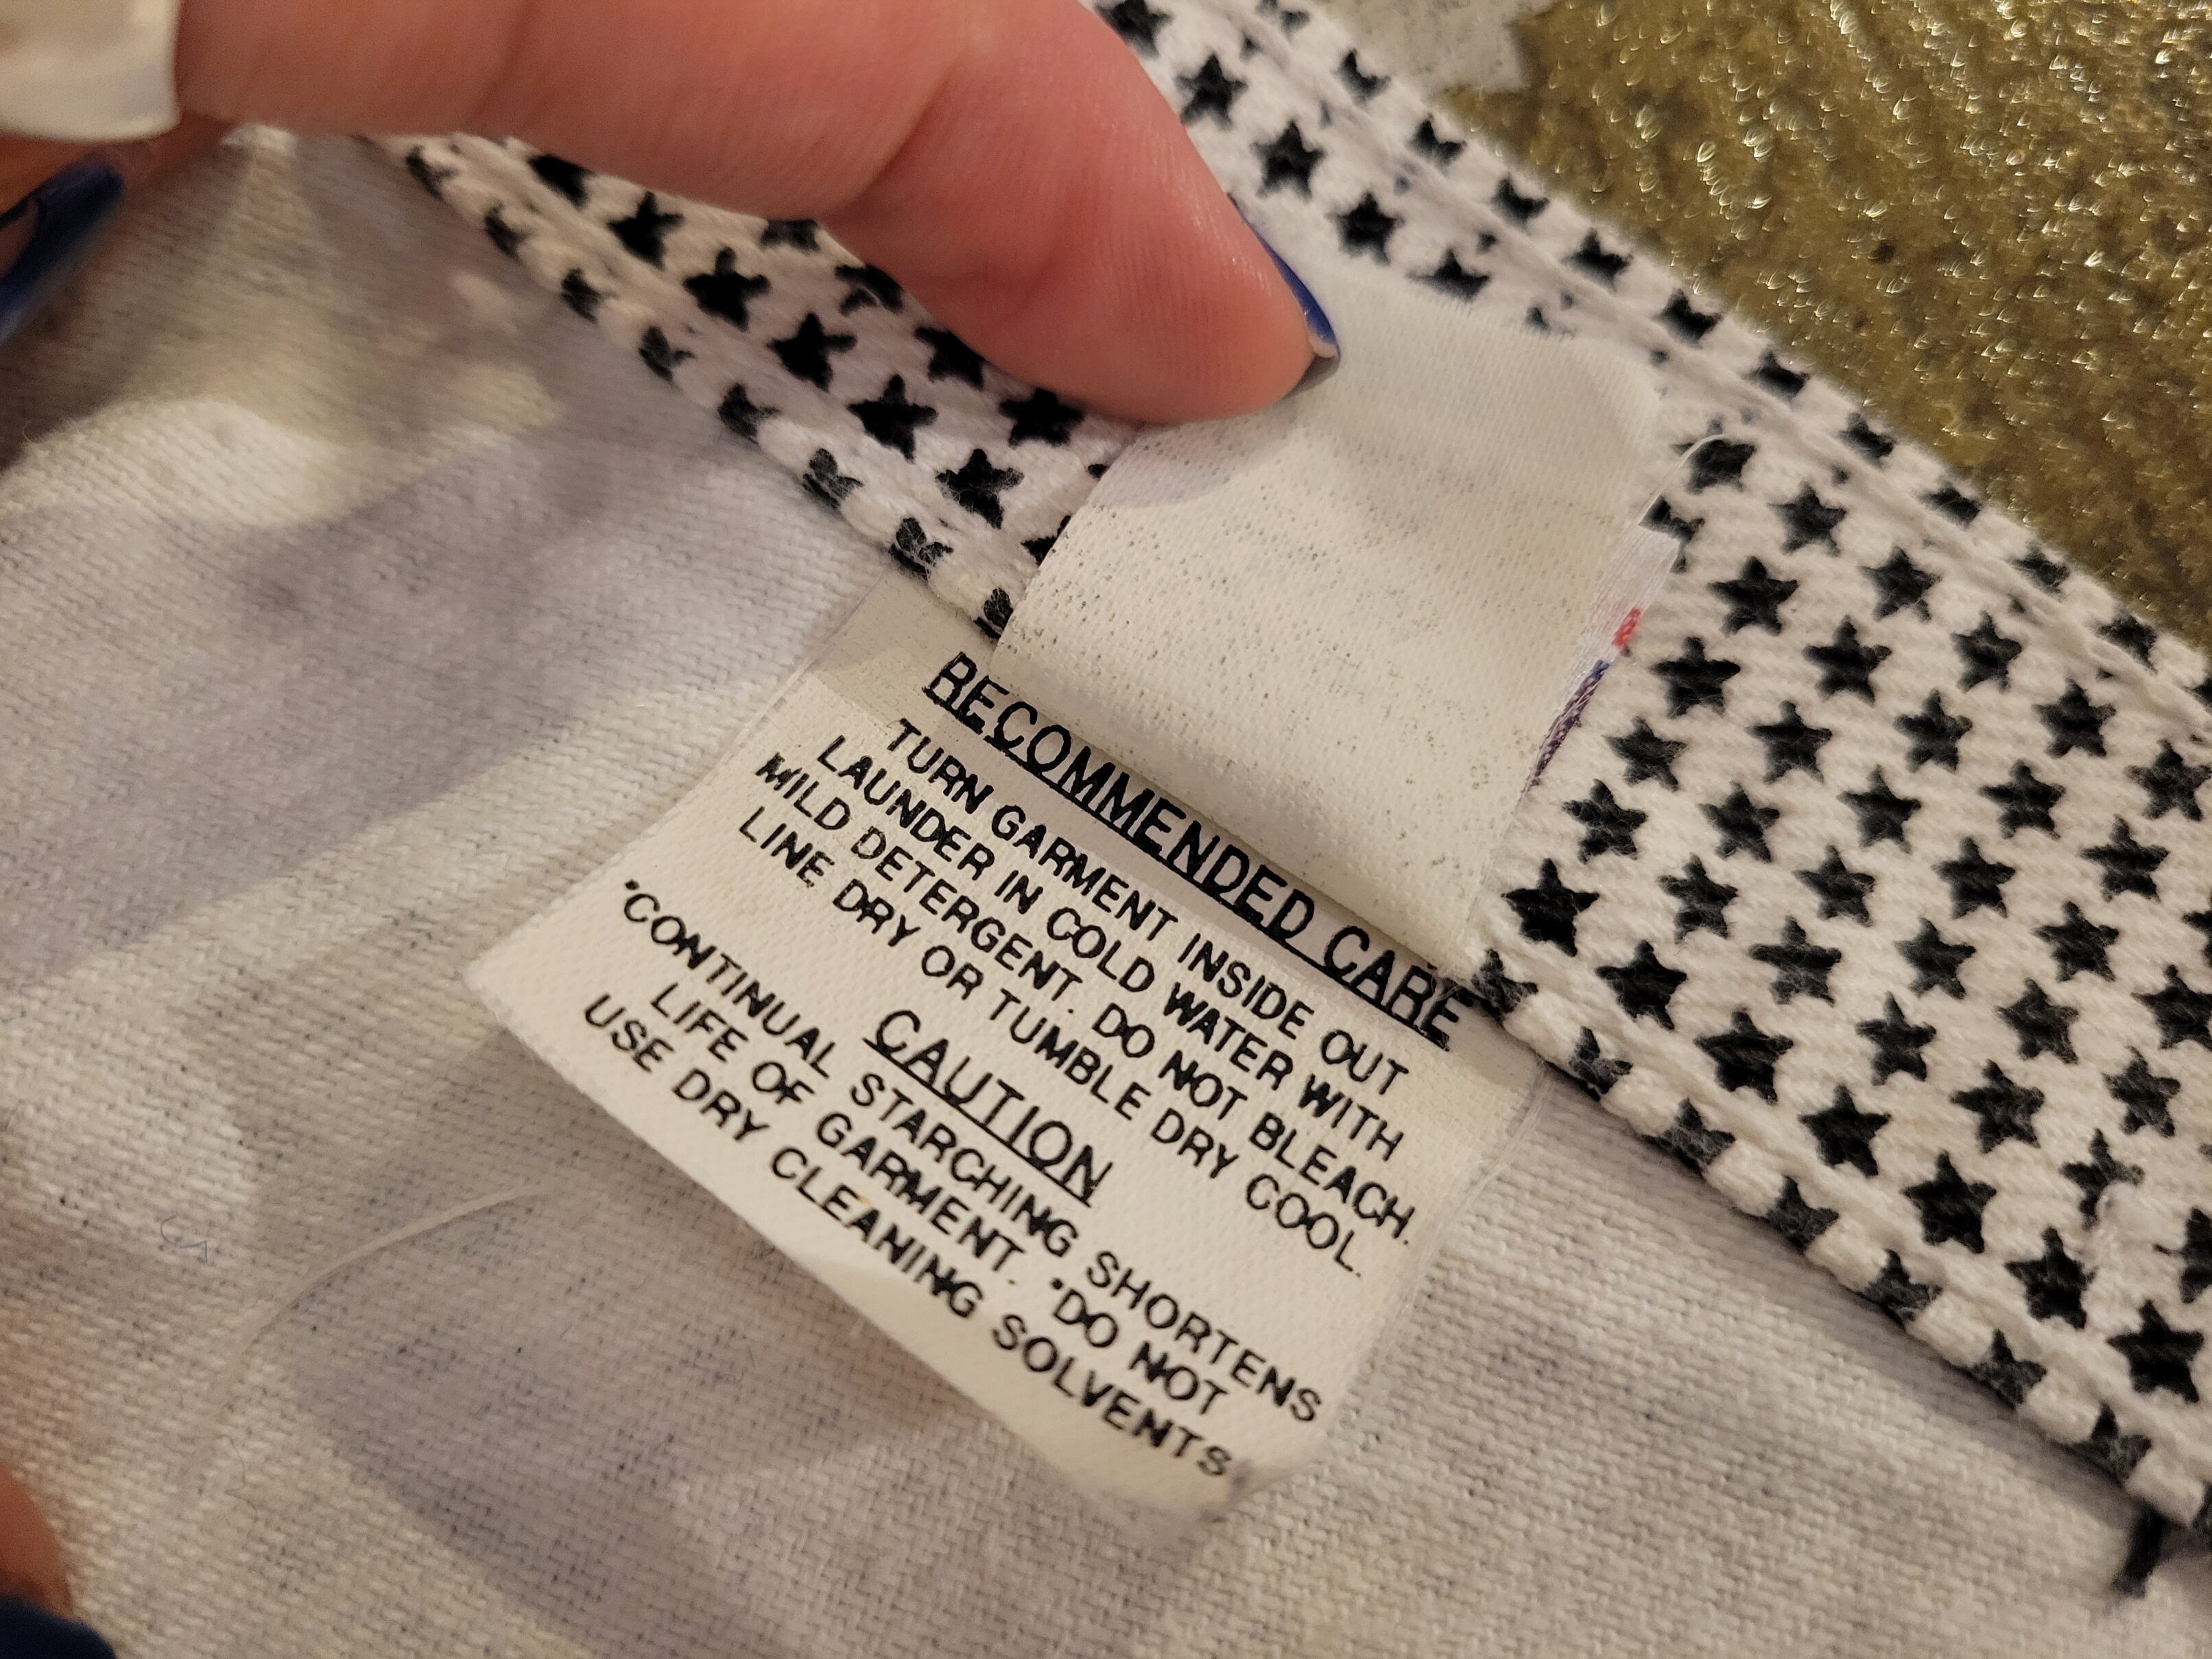 RECOMMENDED CARE
TURN GARMENT INSIDE OUT
LAUNDER IN COLD WATER WITH
MILD DETERGENT. DO NOT BLEACH.
LINE DRY OR TUMBLE DRY COOL.
CAUTION
*CONTINUAL STARCHING SHORTENS
LIFE OF GARMENT. *DO NOT
USE DRY CLEANING SOLVENTS